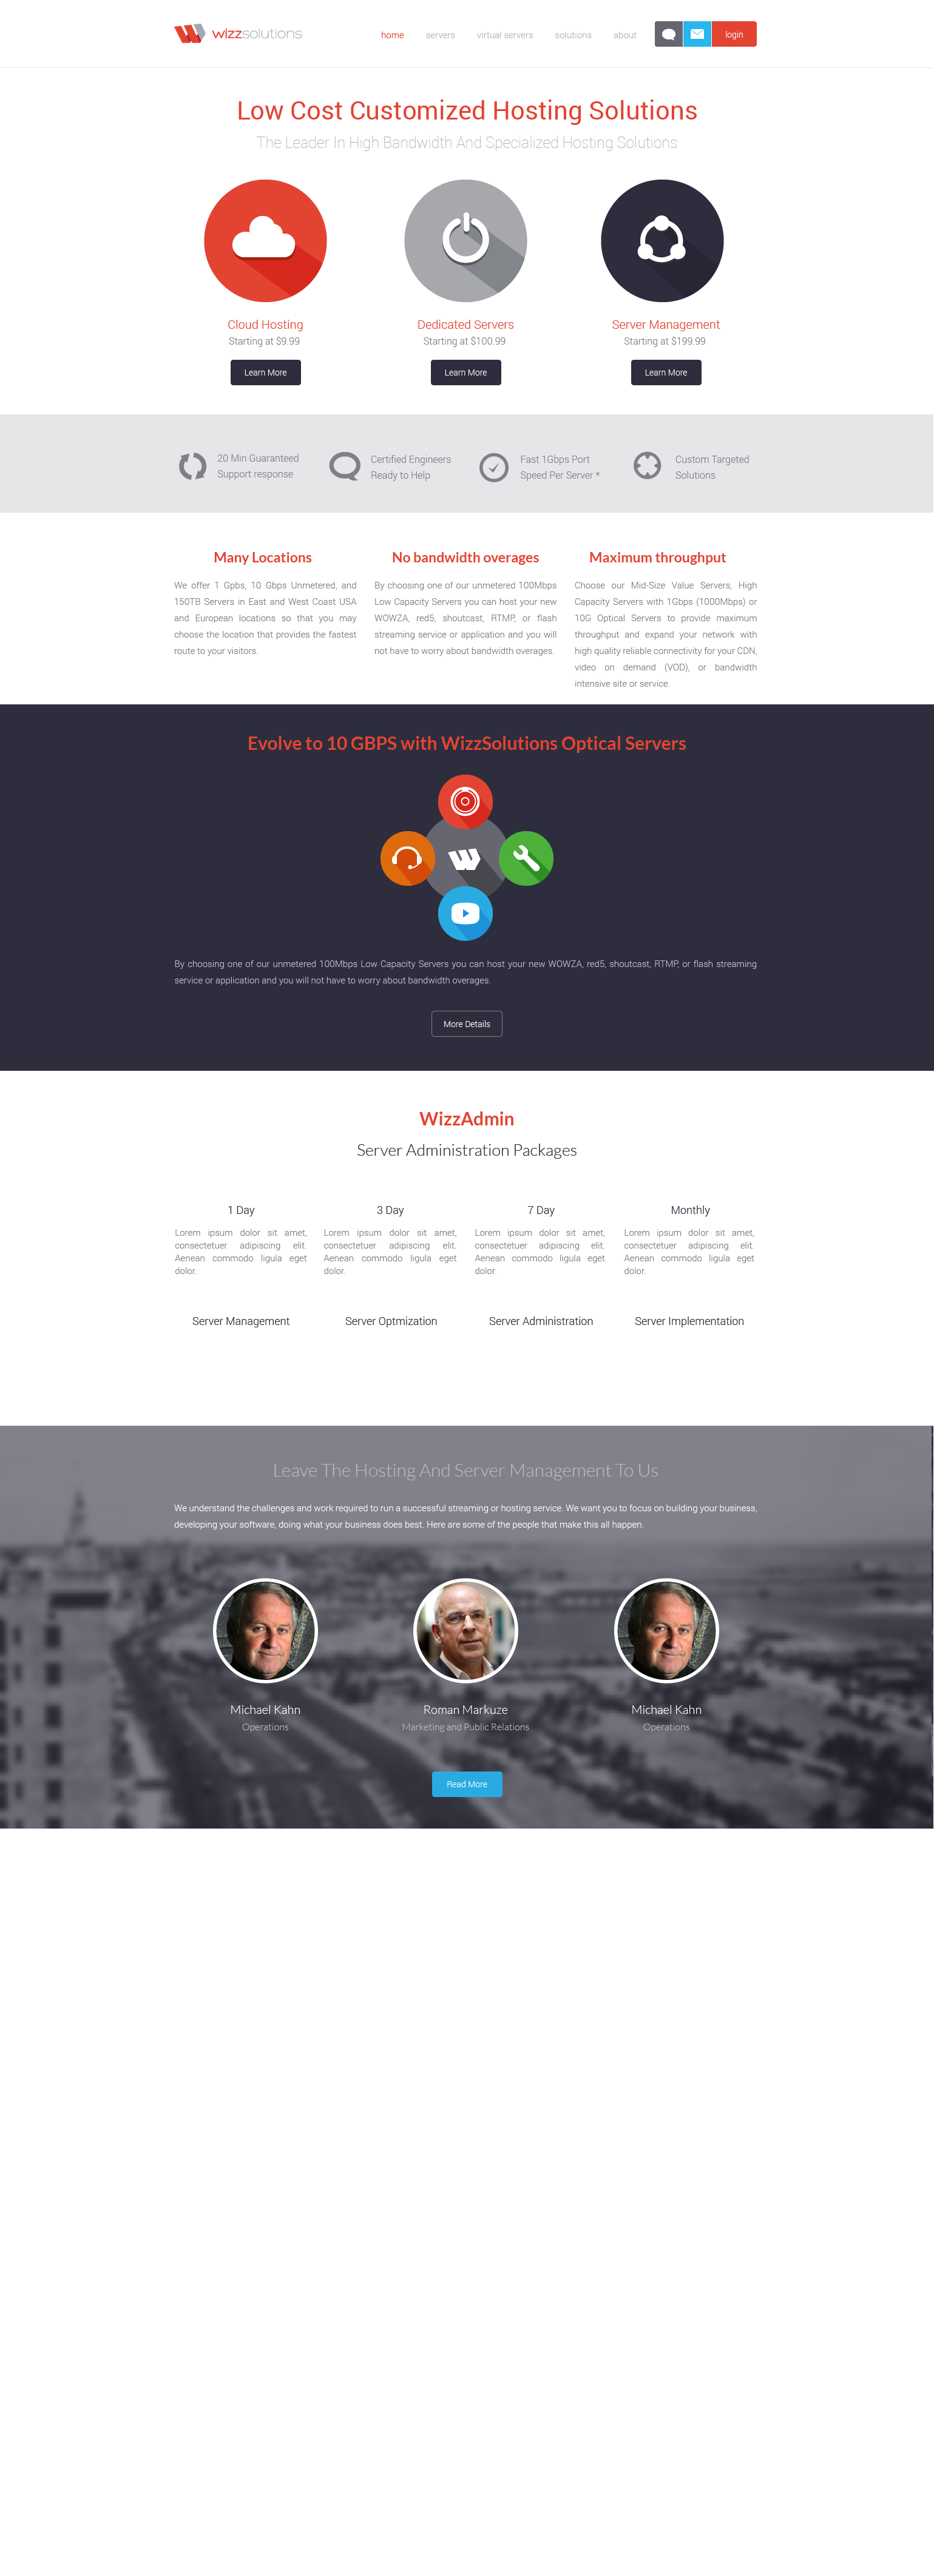 wizzsolutions
home servers virtual servers solutions about login
Low Cost Customized Hosting Solutions
The Leader In High Bandwidth And Specialized Hosting Solutions
Cloud Hosting
Starting at $9.99
Learn More
Dedicated Servers
Starting at $100.99
Learn More
Server Management
Starting at $199.99
Learn More
20 Min Guaranteed
Support response
Certified Engineers
Ready to Help
Fast 1Gbps Port
Speed Per Server *
Custom Targeted
Solutions
Many Locations
We offer 1 Gpbs, 10 Gbps Unmetered, and
150TB Servers in East and West Coast USA
and European locations so that you may
choose the location that provides the fastest
route to your visitors.
No bandwidth overages
By choosing one of our unmetered 100Mbps
Low Capacity Servers you can host your new
WOWZA, red5, shoutcast, RTMP, or flash
streaming service or application and you will
not have to worry about bandwidth overages.
Maximum throughput
Choose our Mid-Size Value Servers, High
Capacity Servers with 1Gbps (1000Mbps) or
10G Optical Servers to provide maximum
throughput and expand your network with
high quality reliable connectivity for your CDN,
video on demand (VOD), or bandwidth
intensive site or service.
Evolve to 10 GBPS with WizzSolutions Optical Servers
By choosing one of our unmetered 100Mbps Low Capacity Servers you can host your new WOWZA, red5, shoutcast, RTMP, or flash streaming
service or application and you will not have to worry about bandwidth overages.
More Details
WizzAdmin
Server Administration Packages
1 Day
Lorem ipsum dolor sit amet,
consectetuer adipiscing elit.
Aenean commodo ligula eget
dolor.
3 Day
Lorem ipsum dolor sit amet,
consectetuer adipiscing elit.
Aenean commodo ligula eget
dolor.
7 Day
Lorem ipsum dolor sit amet,
consectetuer adipiscing elit.
Aenean commodo ligula eget
dolor.
Monthly
Lorem ipsum dolor sit amet,
consectetuer adipiscing elit.
Aenean commodo ligula eget
dolor.
Server Management
Server Optmization
Server Administration
Server Implementation
Leave The Hosting And Server Management To Us
We understand the challenges and work required to run a successful streaming or hosting service. We want you to focus on building your business,
developing your software, doing what your business does best. Here are some of the people that make this all happen.
Michael Kahn
Operations
Roman Markuze
Marketing and Public Relations
Michael Kahn
Operations
Read More